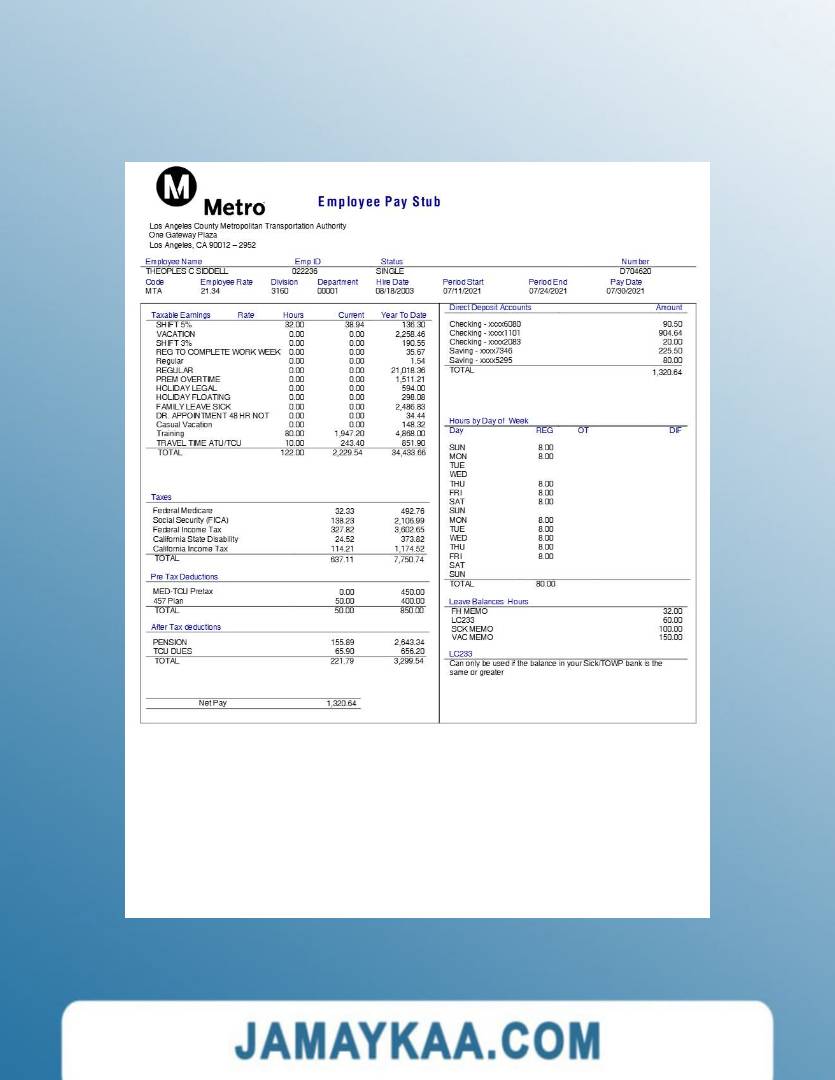 M
Metro
Employee Pay Stub
Los Angeles County Metropolitan Transportation Authority
One Gateway Plaza
Los Angeles, CA 90012 – 2952
Employee Name Emp ID Status Number
THEOPLES C SIDDELL 022236 SINGLE D704620
Code Employee Rate Division Department Hire Date Period Start Period End Pay Date
MTA 21.34 3160 00001 08/18/2003 07/11/2021 07/24/2021 07/30/2021
Taxable Earnings Rate Hours Current Year To Date
SHIFT 5% 32.00 38.94 136.30
VACATION 0.00 0.00 2,258.46
SHIFT 3% 0.00 0.00 190.55
REG TO COMPLETE WORK WEEK 0.00 0.00 35.67
Regular 0.00 0.00 1.54
REGULAR 0.00 0.00 21,018.36
PREM OVERTIME 0.00 0.00 1,511.21
HOLIDAY LEGAL 0.00 0.00 594.00
HOLIDAY FLOATING 0.00 0.00 298.08
FAMILY LEAVE SICK 0.00 0.00 2,486.83
DR. APPOINTMENT 48 HR NOT 0.00 0.00 34.44
Casual Vacation 0.00 0.00 148.32
Training 80.00 1,947.20 4,868.00
TRAVEL TIME ATU/TCU 10.00 243.40 851.90
TOTAL 122.00 2,229.54 34,433.66
Taxes
Federal Medicare 32.33 492.76
Social Security (FICA) 138.23 2,106.99
Federal Income Tax 327.82 3,602.65
California State Disability 24.52 373.82
California Income Tax 114.21 1,174.52
TOTAL 637.11 7,750.74
Pre Tax Deductions
MED-TCU Pretax 0.00 450.00
457 Plan 50.00 400.00
TOTAL 50.00 850.00
After Tax deductions
PENSION 155.89 2,643.34
TCU DUES 65.90 656.20
TOTAL 221.79 3,299.54
Net Pay 1,320.64
Direct Deposit Accounts Amount
Checking - xxxx6080 90.50
Checking - xxxx1101 904.64
Checking - xxxx2083 20.00
Saving - xxxx7346 225.50
Saving - xxxx5295 80.00
TOTAL 1,320.64
Hours by Day of Week
Day REG OT DIF
SUN 8.00
MON 8.00
TUE
WED
THU 8.00
FRI 8.00
SAT 8.00
SUN
MON 8.00
TUE 8.00
WED 8.00
THU 8.00
FRI 8.00
SAT
SUN
TOTAL 80.00
Leave Balances Hours
FH MEMO 32.00
LC233 60.00
SCK MEMO 100.00
VAC MEMO 150.00
LC233
Can only be used if the balance in your Sick/TOWP bank is the
same or greater
JAMAYKAA.COM